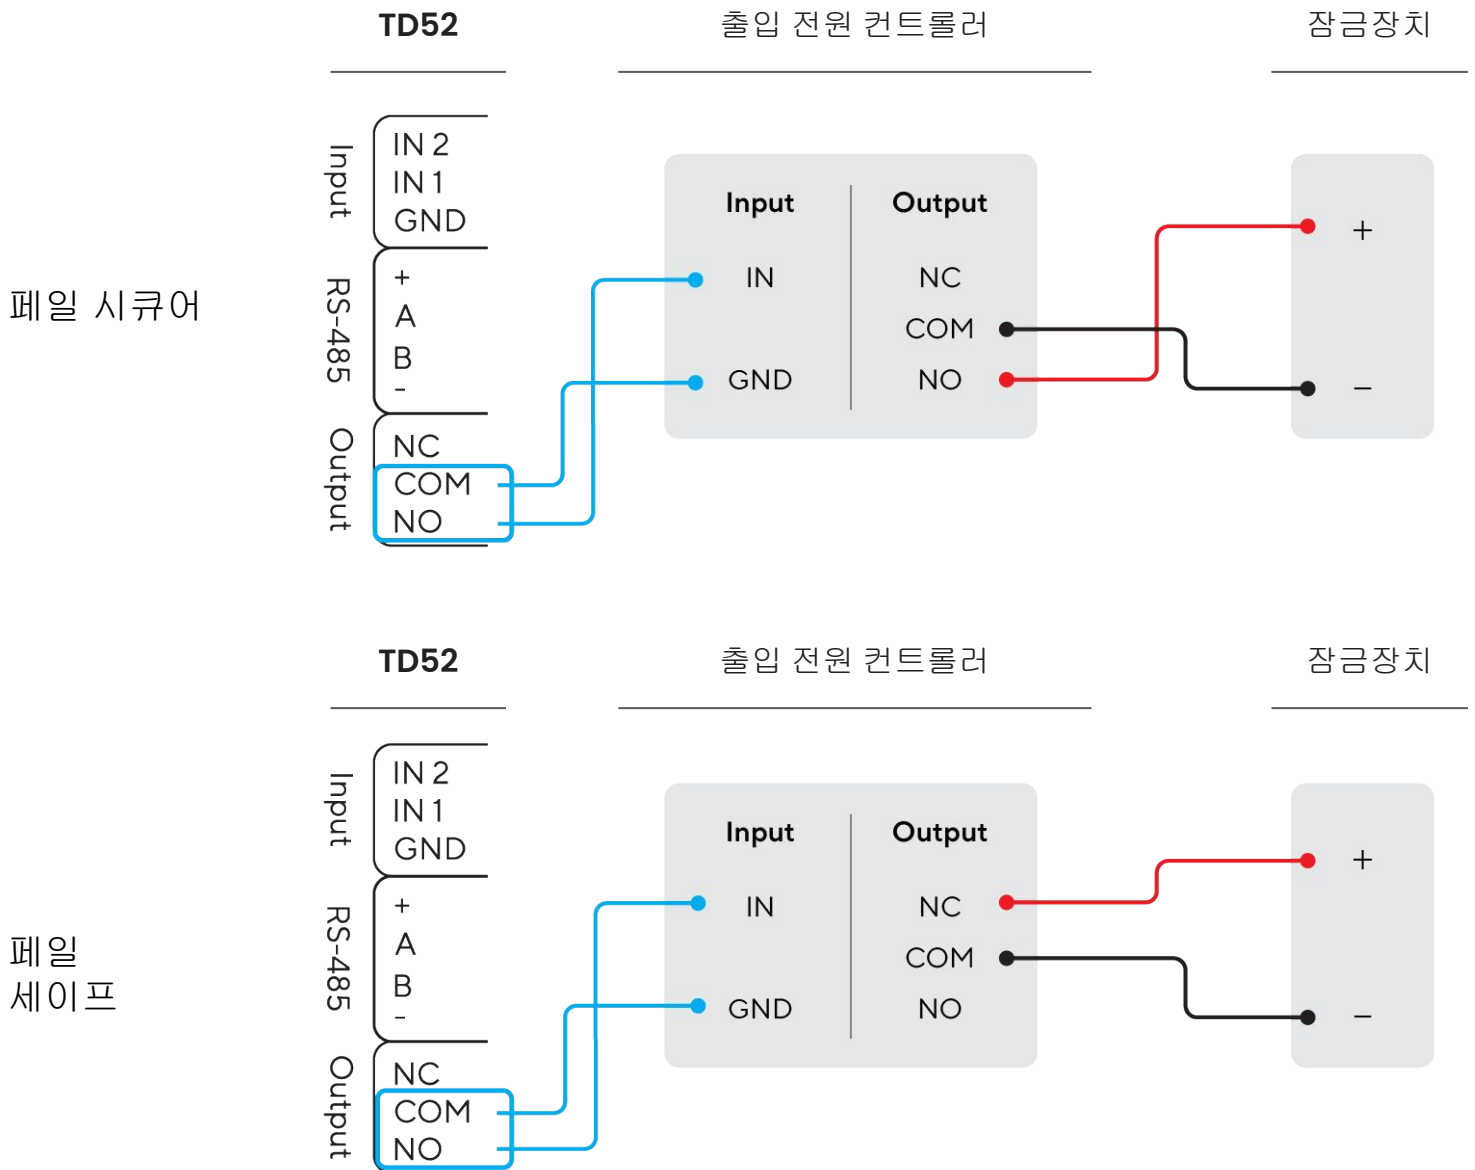 TD52
출입 전원 컨트롤러
잠금장치
페일 시큐어
Input
IN 2
IN 1
GND
RS-485
+
A
B
-
Output
NC
COM
NO
Input
Output
IN
GND
NC
COM
NO
+
−
TD52
출입 전원 컨트롤러
잠금장치
페일
세이프
Input
IN 2
IN 1
GND
RS-485
+
A
B
-
Output
NC
COM
NO
Input
Output
IN
GND
NC
COM
NO
+
−